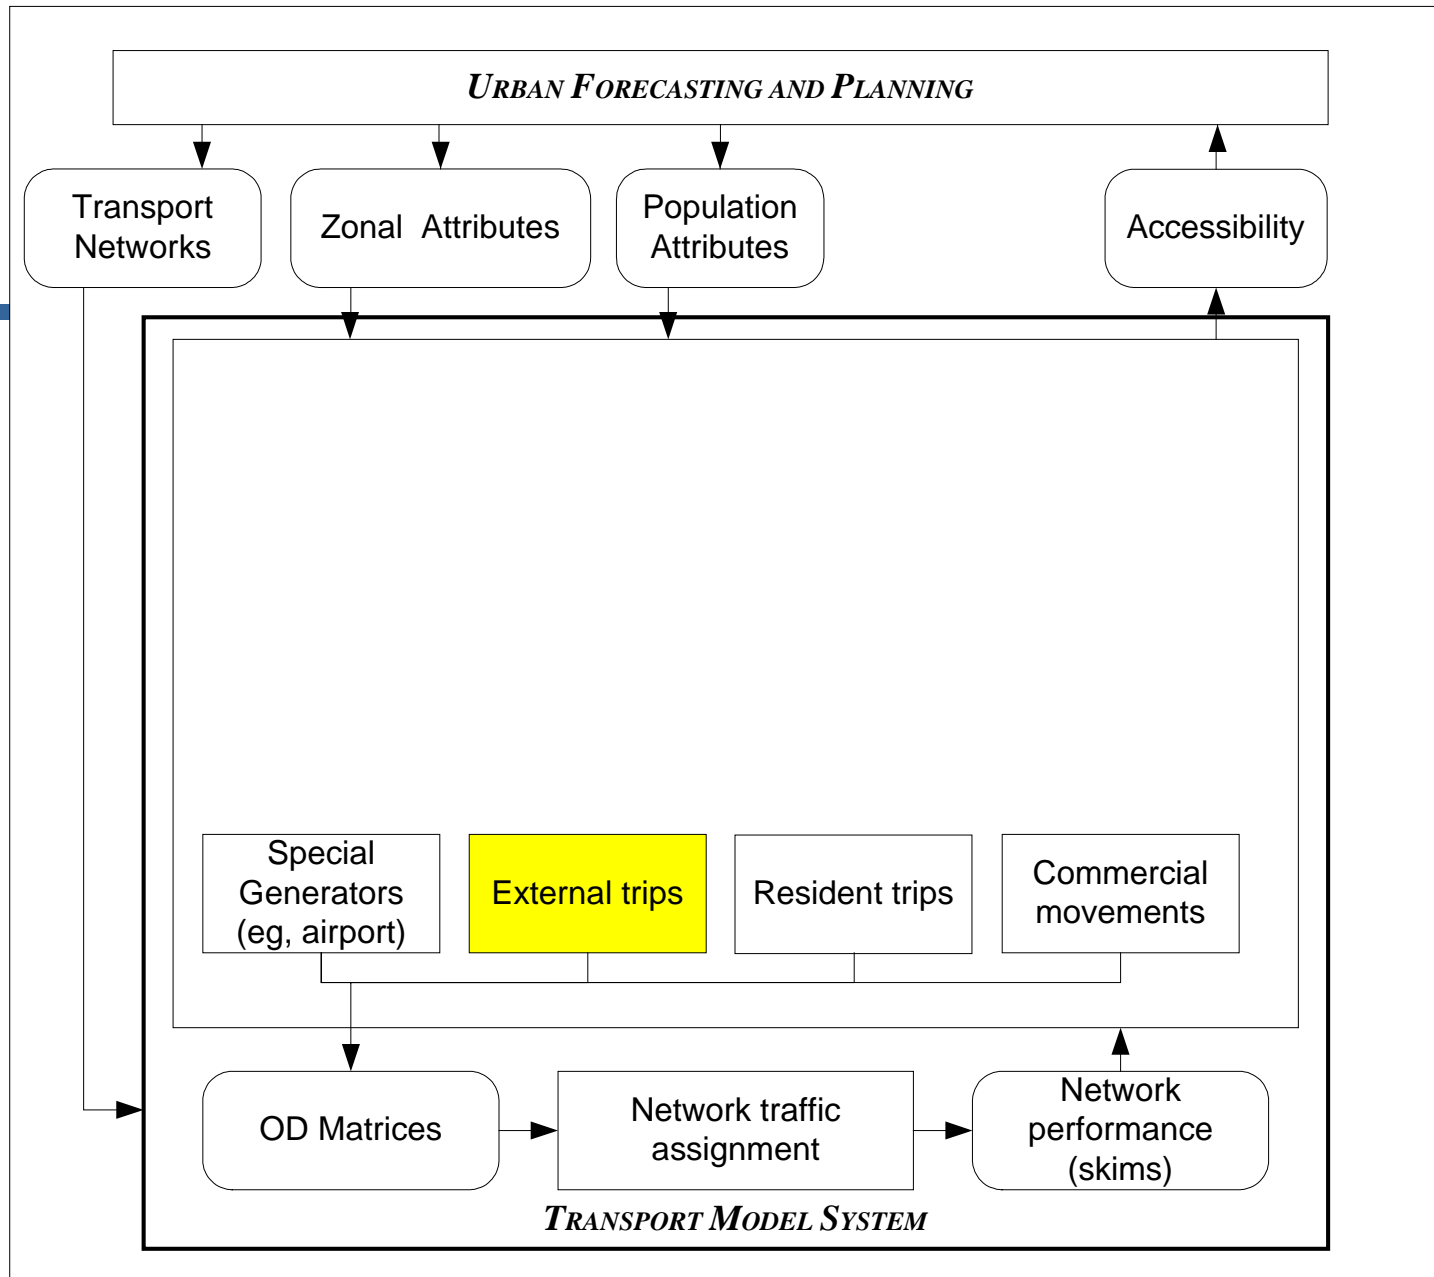 URBAN FORECASTING AND PLANNING
Transport
Networks
Zonal Attributes
Population
Attributes
Accessibility
Special
Generators
(eg, airport)
External trips
Resident trips
Commercial
movements
OD Matrices
Network traffic
assignment
Network
performance
(skims)
TRANSPORT MODEL SYSTEM